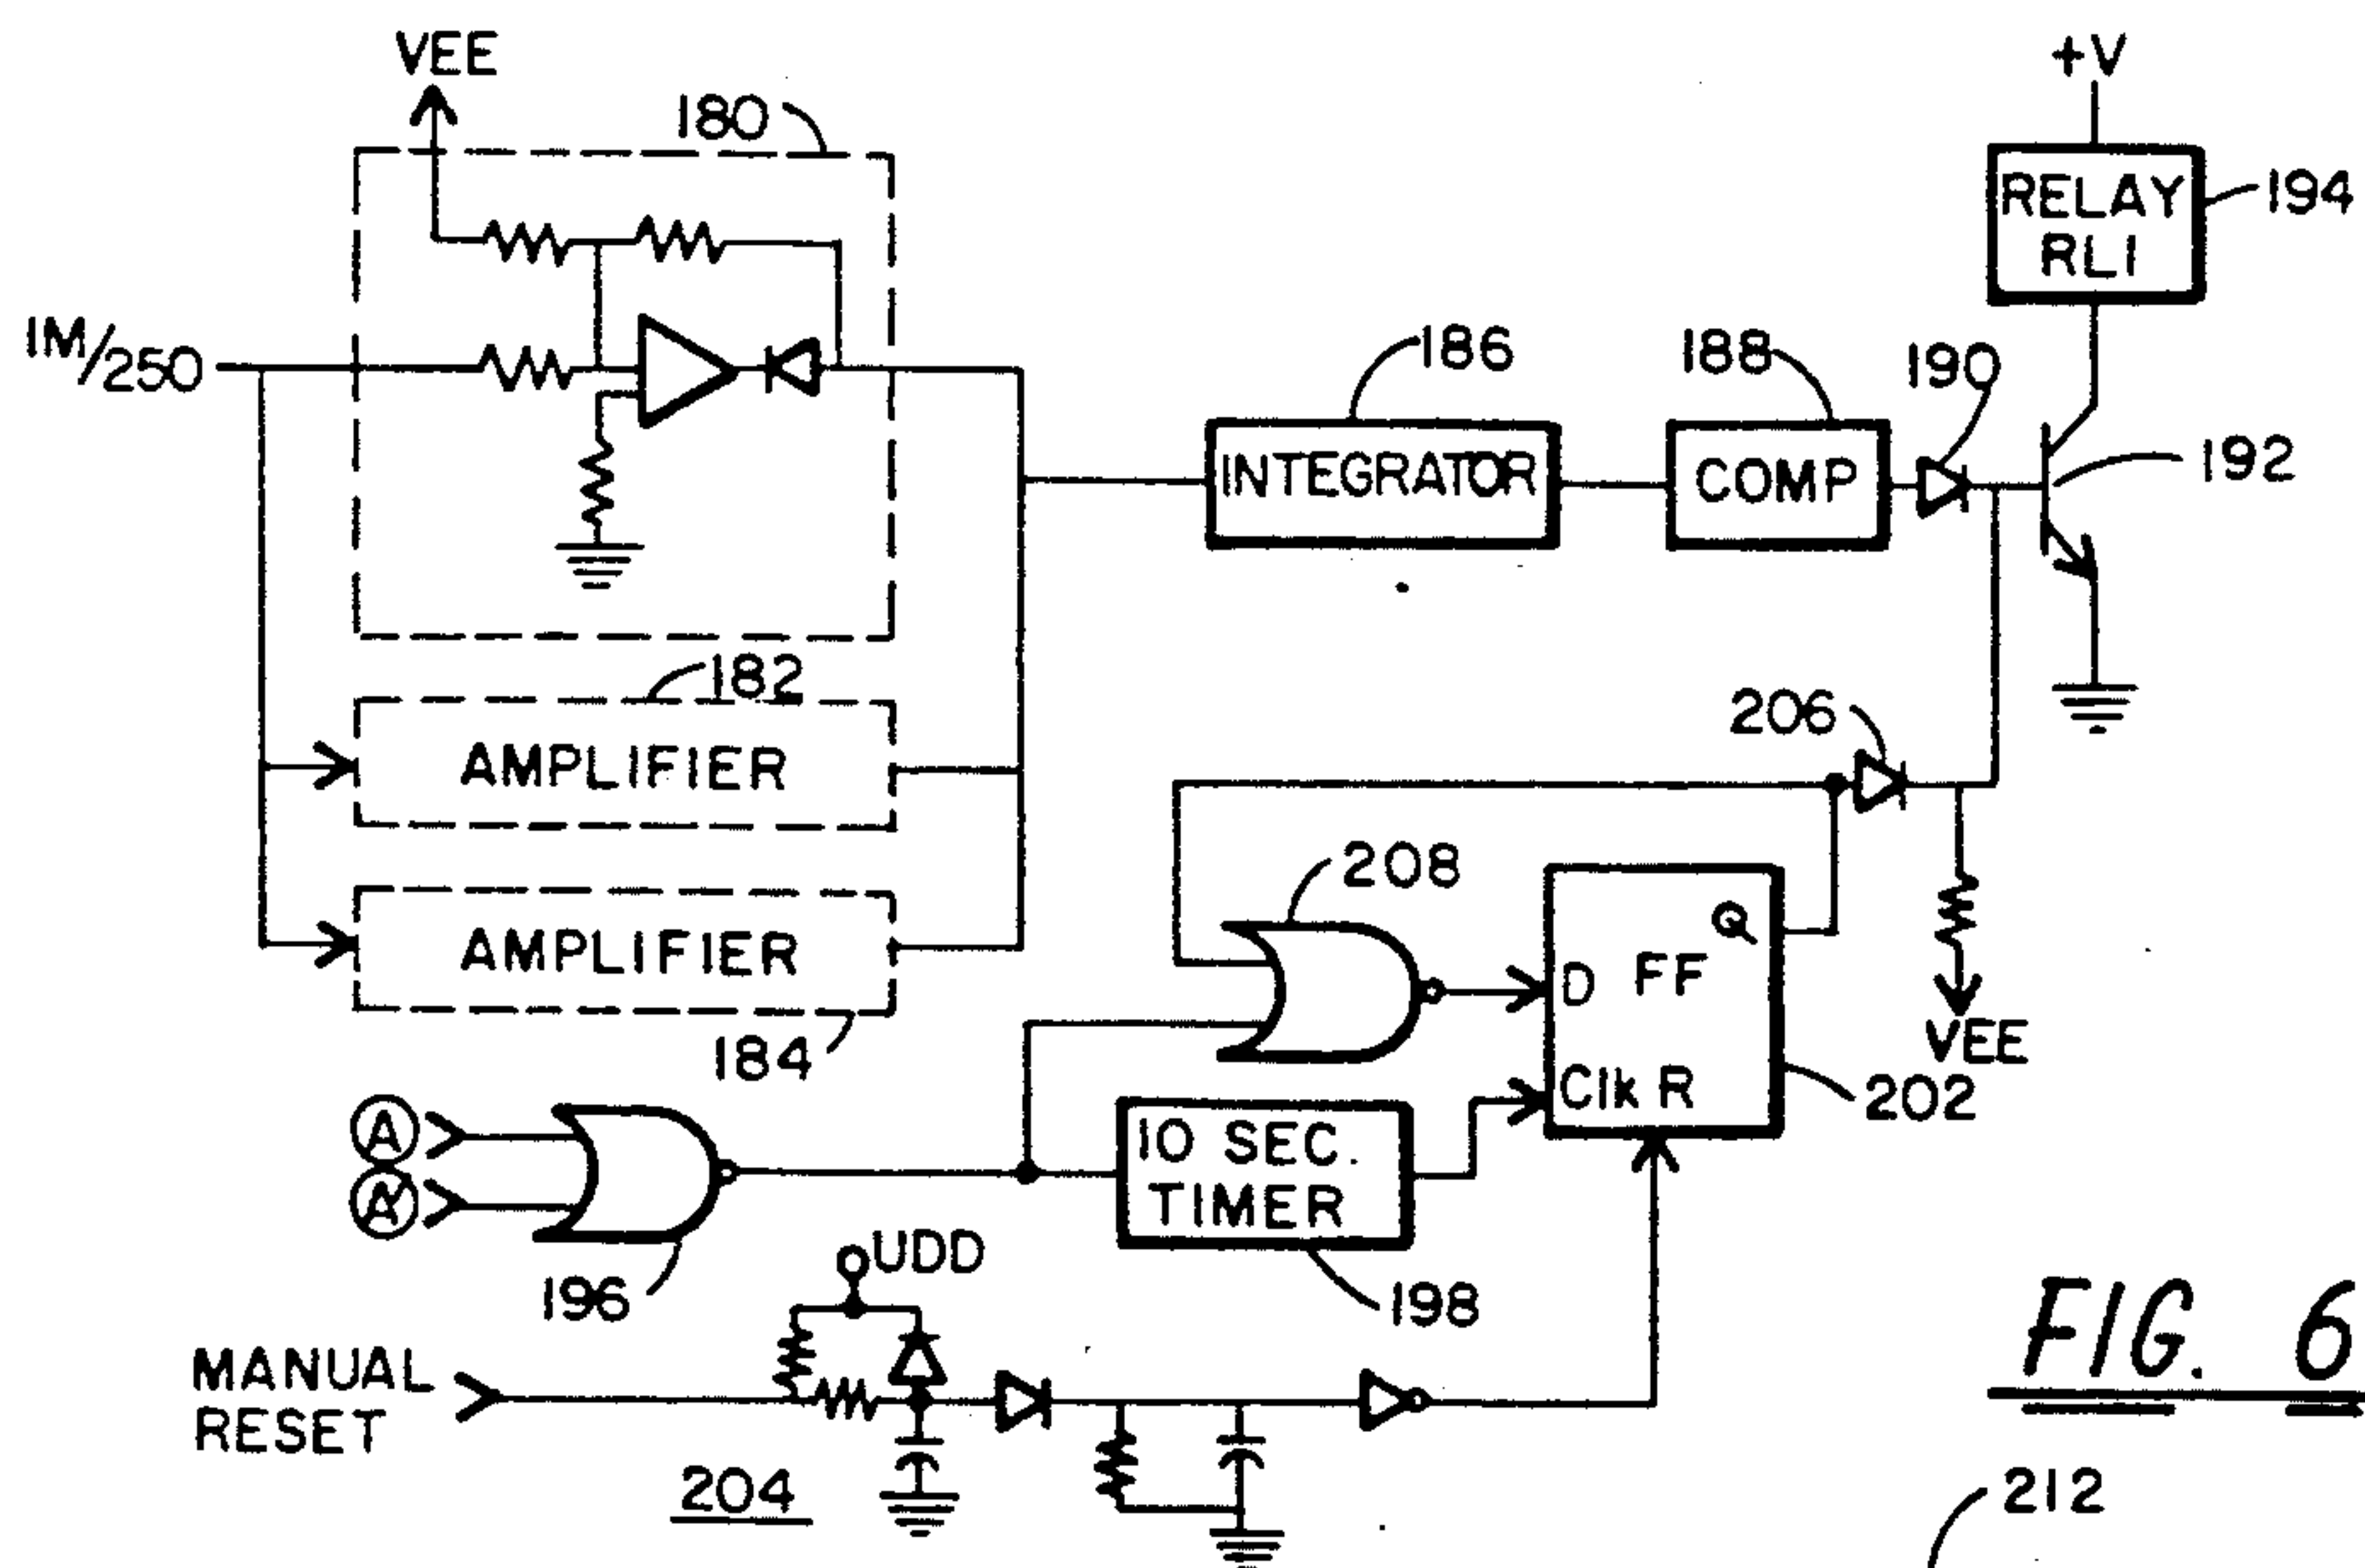 VEE
180
+V
RELAY
RL1
194
IM/250
186
188
190
192
INTEGRATOR
COMP
182
AMPLIFIER
206
208
AMPLIFIER
184
Q
D FF
Clk R
VEE
202
A
A'
10 SEC.
TIMER
196
UDD
198
MANUAL
RESET
204
FIG. 6
212